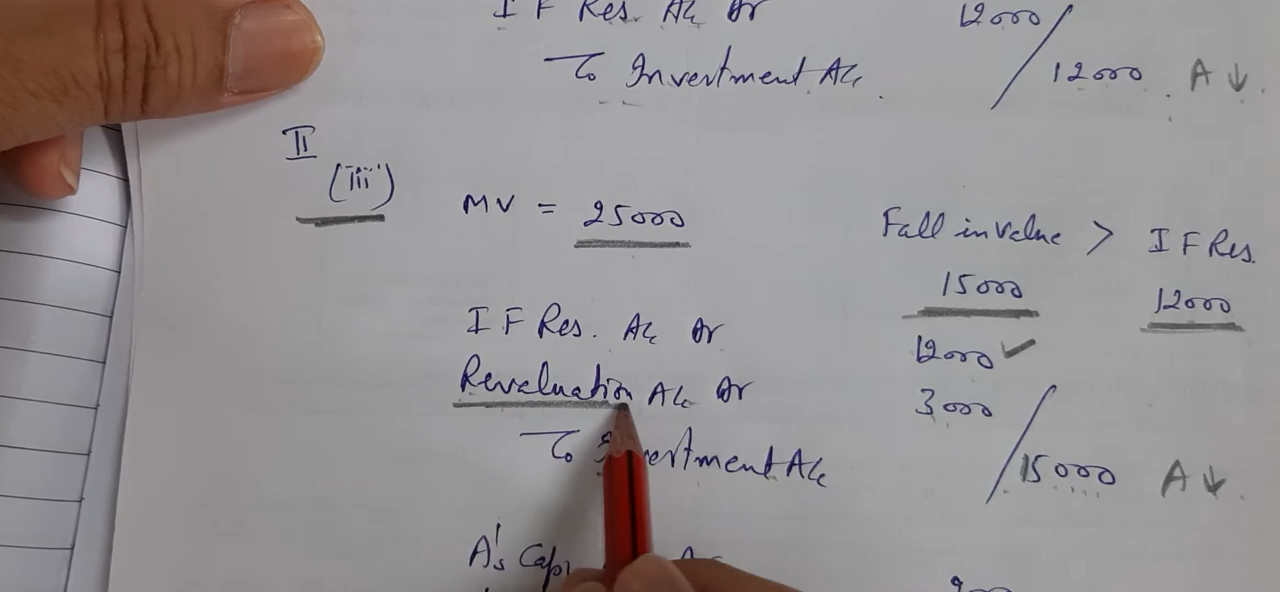 I F Res. A/c Dr 12000
To Investment A/c. 12000 A↓.
II
(iii)
MV = 25000
Fall in value > I F Res.
15000 12000
I F Res. A/c Dr 12000 ✓
Revaluation A/c Dr 3000
To Investment A/c 15000 A↓.
A's